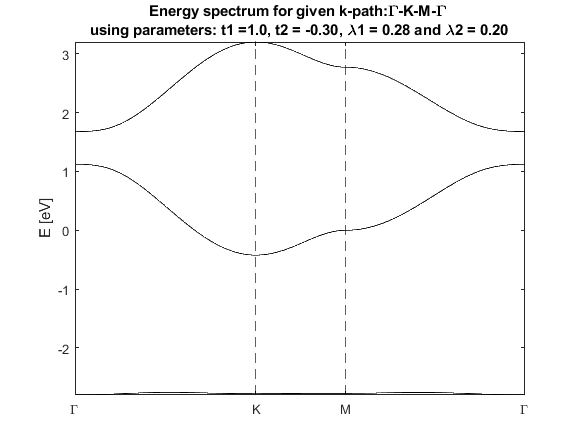 Energy spectrum for given k-path:Γ-K-M-Γ
using parameters: t1 =1.0, t2 = -0.30, λ1 = 0.28 and λ2 = 0.20
3
2
1
0
-1
-2
E [eV]
Γ K M Γ